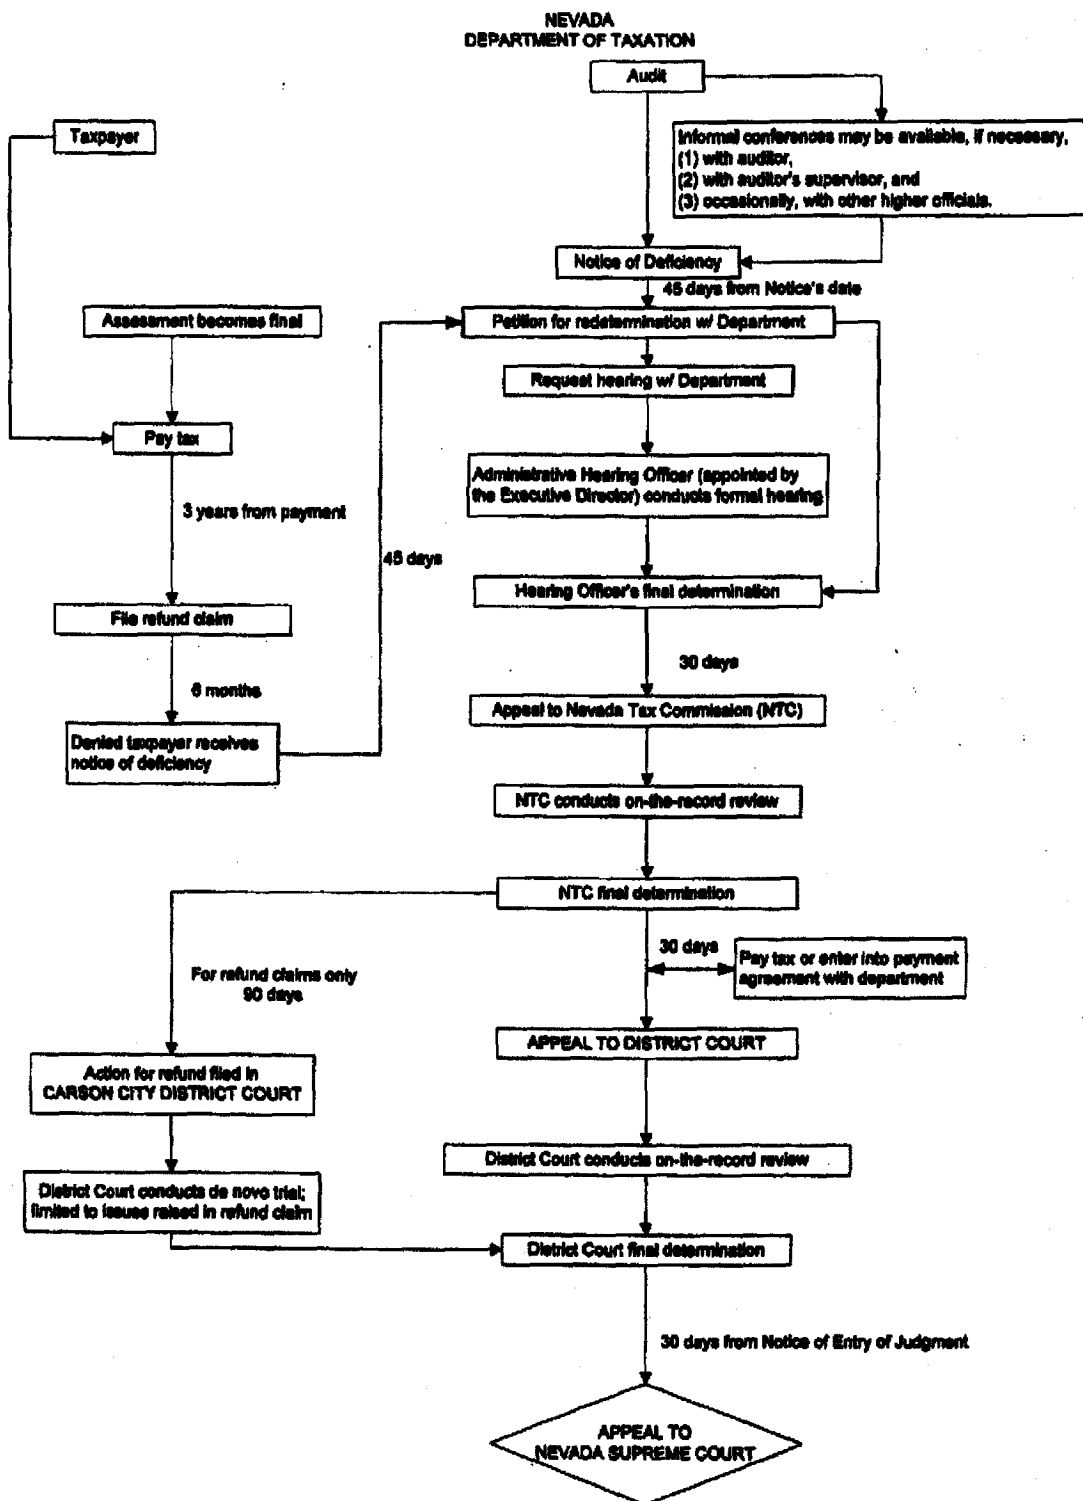 NEVADA
DEPARTMENT OF TAXATION
Audit
Taxpayer
Informal conferences may be available, if necessary,
(1) with auditor,
(2) with auditor's supervisor, and
(3) occasionally, with other higher officials.
Notice of Deficiency
45 days from Notice's date
Assessment becomes final
Petition for redetermination w/ Department
Request hearing w/ Department
Pay tax
Administrative Hearing Officer (appointed by
the Executive Director) conducts formal hearing
3 years from payment
45 days
Hearing Officer's final determination
File refund claim
30 days
6 months
Appeal to Nevada Tax Commission (NTC)
Denied taxpayer receives
notice of deficiency
NTC conducts on-the-record review
NTC final determination
30 days
Pay tax or enter into payment
agreement with department
For refund claims only
90 days
APPEAL TO DISTRICT COURT
Action for refund filed in
CARSON CITY DISTRICT COURT
District Court conducts on-the-record review
District Court conducts de novo trial;
limited to issues raised in refund claim
District Court final determination
30 days from Notice of Entry of Judgment
APPEAL TO
NEVADA SUPREME COURT